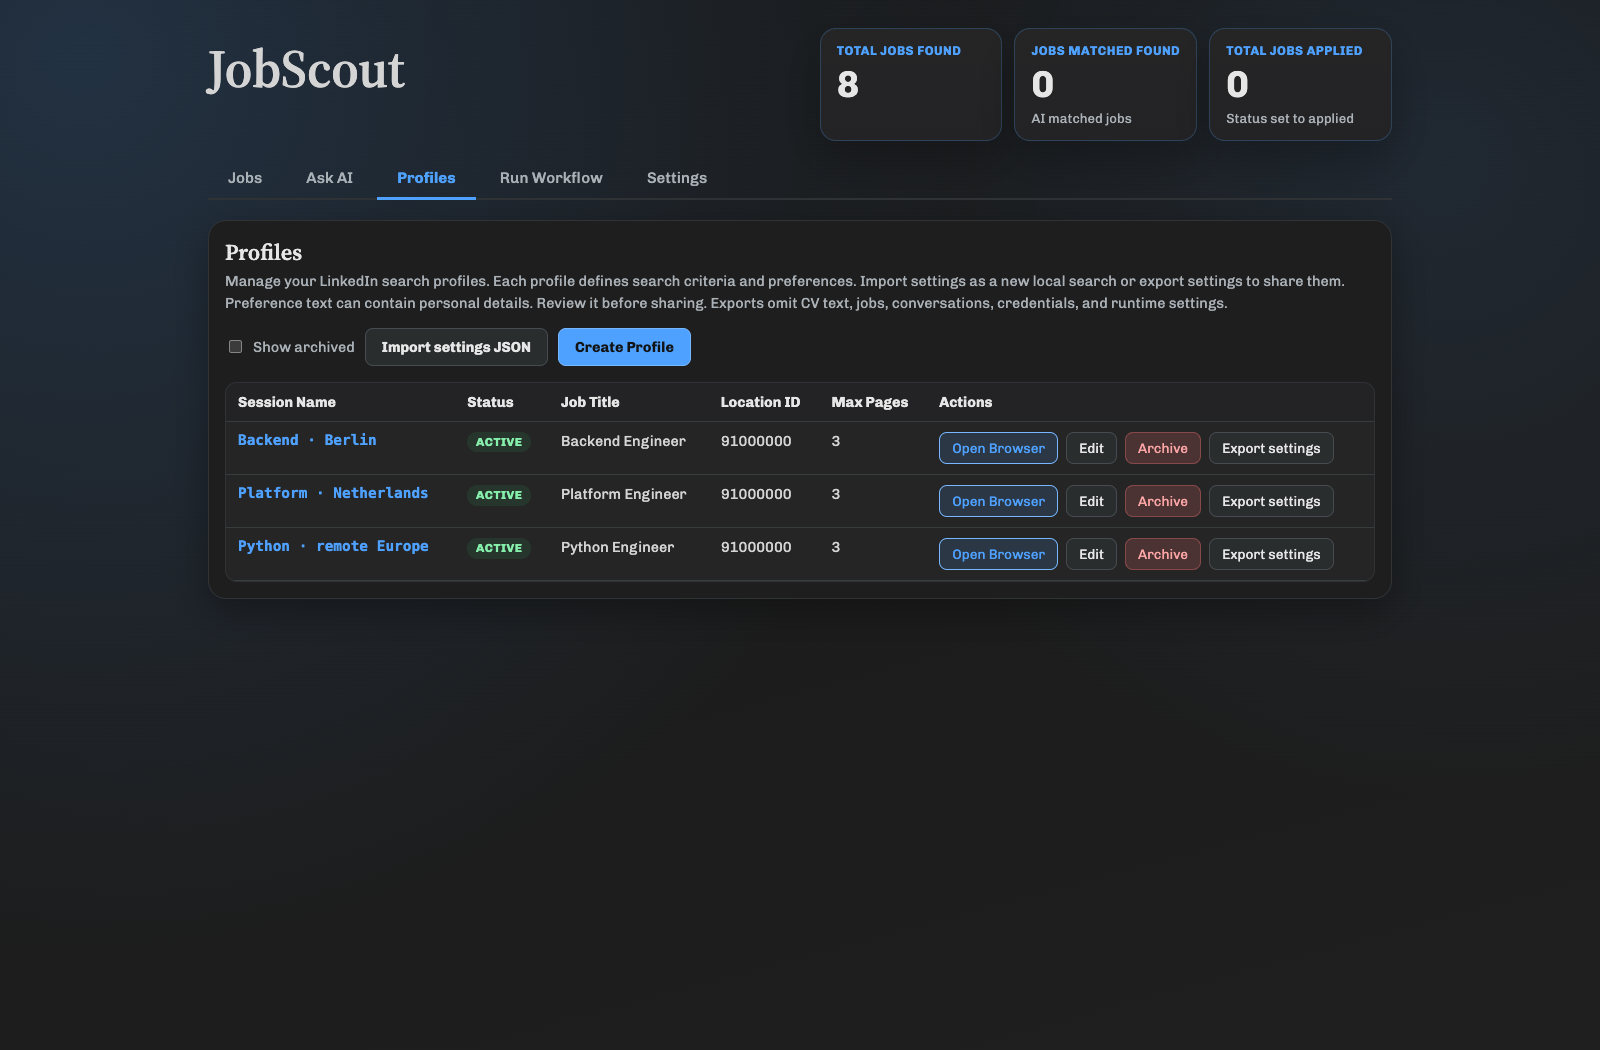 JobScout
TOTAL JOBS FOUND
8
JOBS MATCHED FOUND
0
AI matched jobs
TOTAL JOBS APPLIED
0
Status set to applied
Jobs
Ask AI
Profiles
Run Workflow
Settings
Profiles
Manage your LinkedIn search profiles. Each profile defines search criteria and preferences. Import settings as a new local search or export settings to share them.
Preference text can contain personal details. Review it before sharing. Exports omit CV text, jobs, conversations, credentials, and runtime settings.
Show archived
Import settings JSON
Create Profile
Session Name Status Job Title Location ID Max Pages Actions
Backend · Berlin ACTIVE Backend Engineer 91000000 3 Open Browser Edit Archive Export settings
Platform · Netherlands ACTIVE Platform Engineer 91000000 3 Open Browser Edit Archive Export settings
Python · remote Europe ACTIVE Python Engineer 91000000 3 Open Browser Edit Archive Export settings